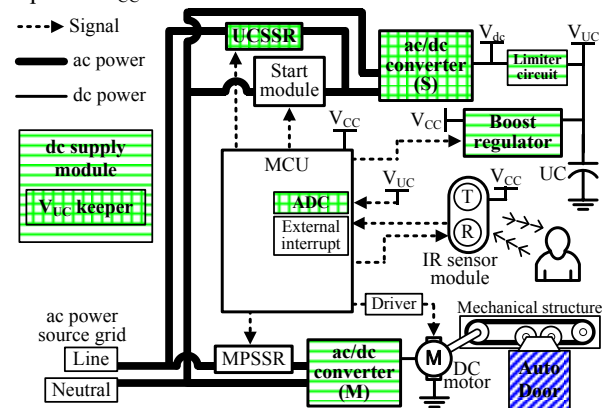 Signal
ac power
dc power
UCSSR
Start
module
ac/dc
converter
(S)
Vdc
Limiter
circuit
VUC
VCC
Boost
regulator
UC
dc supply
module
VUC keeper
VCC
MCU
ADC
External
interrupt
VUC
VCC
T
R
IR sensor
module
ac power
source grid
Line
Neutral
MPSSR
ac/dc
converter
(M)
Driver
M
DC
motor
Mechanical structure
Auto
Door